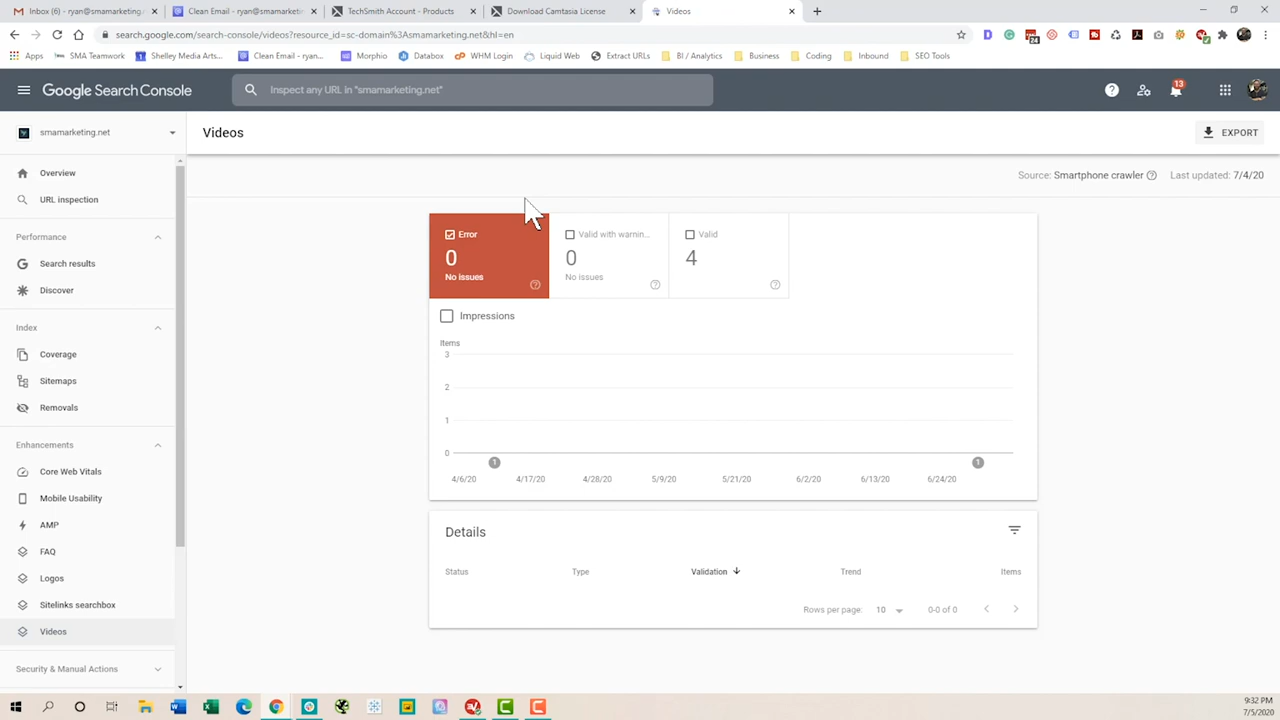 Inbox (6) - ryan@smamarketing.
Clean Email - ryan@smamarketing.
TechSmith Account - Products
Download Camtasia License
Videos
search.google.com/search-console/videos?resource_id=sc-domain%3Asmamarketing.net&hl=en
24
Apps
SMA Teamwork
Shelley Media Arts...
Clean Email - ryan...
Morphio
Databox
WHM Login
Liquid Web
Extract URLs
BI / Analytics
Business
Coding
Inbound
SEO Tools
Google Search Console
Inspect any URL in "smamarketing.net"
13
smamarketing.net
Videos
EXPORT
Overview
URL inspection
Performance
Search results
Discover
Index
Coverage
Sitemaps
Removals
Enhancements
Core Web Vitals
Mobile Usability
AMP
FAQ
Logos
Sitelinks searchbox
Videos
Security & Manual Actions
Source: Smartphone crawler
Last updated: 7/4/20
Error
0
No issues
Valid with warnin...
0
No issues
Valid
4
Impressions
Items
3
2
1
0
1
1
4/6/20
4/17/20
4/28/20
5/9/20
5/21/20
6/2/20
6/13/20
6/24/20
Details
Status
Type
Validation
Trend
Items
Rows per page:
10
0-0 of 0
9:32 PM
7/5/2020